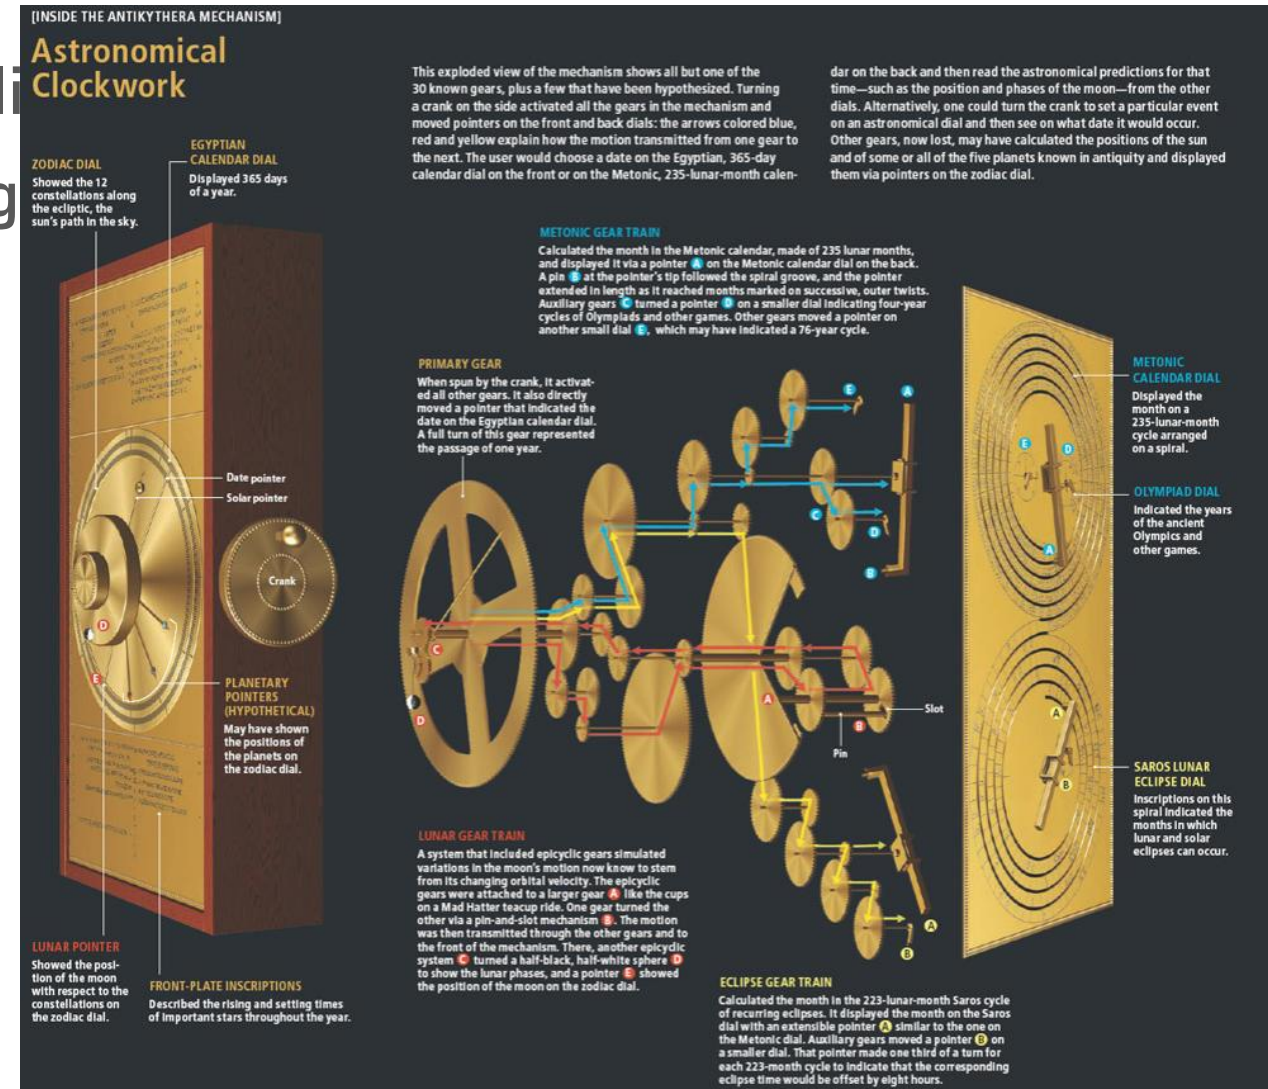 [INSIDE THE ANTIKYTHERA MECHANISM]
Astronomical
Clockwork
This exploded view of the mechanism shows all but one of the
30 known gears, plus a few that have been hypothesized. Turning
a crank on the side activated all the gears in the mechanism and
moved pointers on the front and back dials: the arrows colored blue,
red and yellow explain how the motion transmitted from one gear to
the next. The user would choose a date on the Egyptian, 365-day
calendar dial on the front or on the Metonic, 235-lunar-month calen-
dar on the back and then read the astronomical predictions for that
time—such as the position and phases of the moon—from the other
dials. Alternatively, one could turn the crank to set a particular event
on an astronomical dial and then see on what date it would occur.
Other gears, now lost, may have calculated the positions of the sun
and of some or all of the five planets known in antiquity and displayed
them via pointers on the zodiac dial.
ZODIAC DIAL
Showed the 12
constellations along
the ecliptic, the
sun's path in the sky.
EGYPTIAN
CALENDAR DIAL
Displayed 365 days
of a year.
METONIC GEAR TRAIN
Calculated the month in the Metonic calendar, made of 235 lunar months,
and displayed it via a pointer A on the Metonic calendar dial on the back.
A pin B at the pointer's tip followed the spiral groove, and the pointer
extended in length as it reached months marked on successive, outer twists.
Auxiliary gears C turned a pointer D on a smaller dial indicating four-year
cycles of Olympiads and other games. Other gears moved a pointer on
another small dial E, which may have indicated a 76-year cycle.
PRIMARY GEAR
When spun by the crank, it activat-
ed all other gears. It also directly
moved a pointer that indicated the
date on the Egyptian calendar dial.
A full turn of this gear represented
the passage of one year.
Date pointer
Solar pointer
Crank
D
E
PLANETARY
POINTERS
(HYPOTHETICAL)
May have shown
the positions of
the planets on
the zodiac dial.
E
A
C
D
B
C
D
A
B
Slot
Pin
A
B
METONIC
CALENDAR DIAL
Displayed the
month on a
235-lunar-month
cycle arranged
on a spiral.
E
D
A
OLYMPIAD DIAL
Indicated the years
of the ancient
Olympics and
other games.
A
B
SAROS LUNAR
ECLIPSE DIAL
Inscriptions on this
spiral indicated the
months in which
lunar and solar
eclipses can occur.
LUNAR GEAR TRAIN
A system that included epicyclic gears simulated
variations in the moon's motion now know to stem
from its changing orbital velocity. The epicyclic
gears were attached to a larger gear A like the cups
on a Mad Hatter teacup ride. One gear turned the
other via a pin-and-slot mechanism B. The motion
was then transmitted through the other gears and to
the front of the mechanism. There, another epicyclic
system C turned a half-black, half-white sphere D
to show the lunar phases, and a pointer E showed
the position of the moon on the zodiac dial.
LUNAR POINTER
Showed the posi-
tion of the moon
with respect to the
constellations on
the zodiac dial.
FRONT-PLATE INSCRIPTIONS
Described the rising and setting times
of important stars throughout the year.
ECLIPSE GEAR TRAIN
Calculated the month in the 223-lunar-month Saros cycle
of recurring eclipses. It displayed the month on the Saros
dial with an extensible pointer A similar to the one on
the Metonic dial. Auxiliary gears moved a pointer B on
a smaller dial. That pointer made one third of a turn for
each 223-month cycle to indicate that the corresponding
eclipse time would be offset by eight hours.